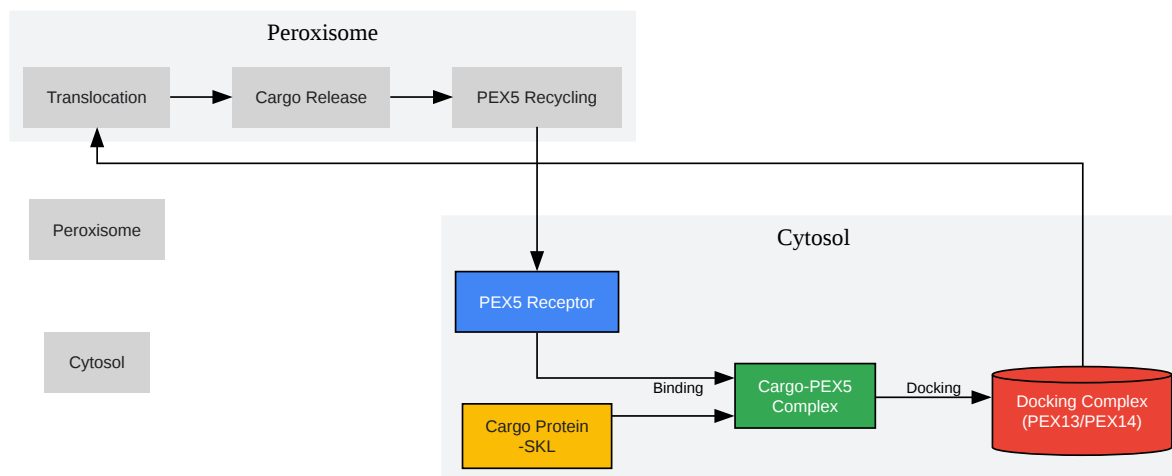 Peroxisome
Translocation
Cargo Release
PEX5 Recycling
Peroxisome
Cytosol
PEX5 Receptor
Cytosol
Binding
Cargo-PEX5
Complex
Docking
Docking Complex
(PEX13/PEX14)
Cargo Protein
-SKL